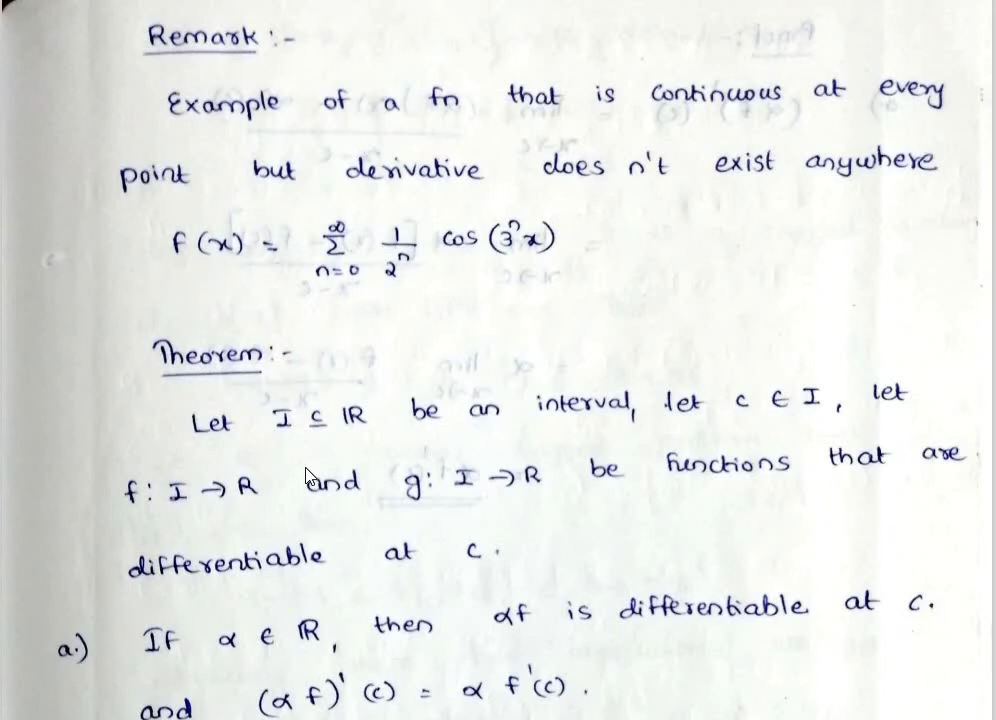 Remark :-
Example of a fn that is continuous at every
point but derivative does n't exist anywhere
f(x) = ∞ Σ n=0 1/2ⁿ cos (3ⁿx)
Theorem :-
Let I ⊆ IR be an interval, let c ∈ I, let
f : I → R and g : I → R be functions that are
differentiable at c.
a.) If α ∈ IR, then αf is differentiable at c.
and (αf)'(c) = α f'(c).